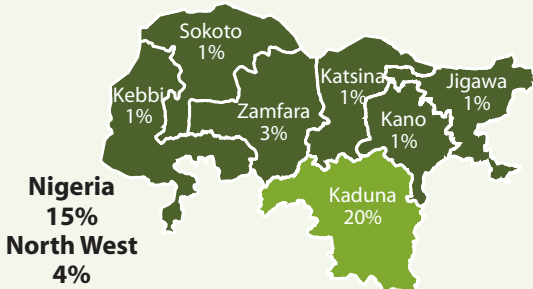 Sokoto
1%
Kebbi
1%
Zamfara
3%
Katsina
1%
Kano
1%
Jigawa
1%
Kaduna
20%
Nigeria
15%
North West
4%